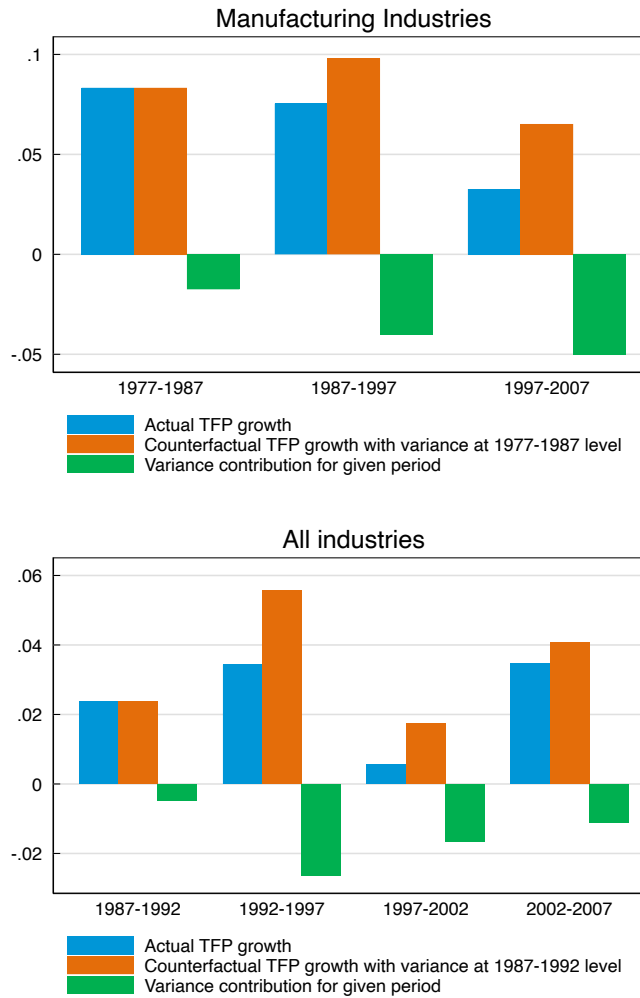 Manufacturing Industries
.1
.05
0
-.05
1977-1987 1987-1997 1997-2007
Actual TFP growth
Counterfactual TFP growth with variance at 1977-1987 level
Variance contribution for given period
All industries
.06
.04
.02
0
-.02
1987-1992 1992-1997 1997-2002 2002-2007
Actual TFP growth
Counterfactual TFP growth with variance at 1987-1992 level
Variance contribution for given period